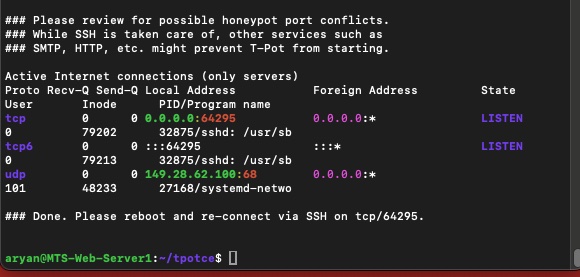 ### Please review for possible honeypot port conflicts.
### While SSH is taken care of, other services such as
### SMTP, HTTP, etc. might prevent T-Pot from starting.
Active Internet connections (only servers)
Proto Recv-Q Send-Q Local Address           Foreign Address         State
User       Inode      PID/Program name
tcp        0      0 0.0.0.0:64295           0.0.0.0:*               LISTEN
0          79202      32875/sshd: /usr/sb
tcp6       0      0 :::64295                :::*                    LISTEN
0          79213      32875/sshd: /usr/sb
udp        0      0 149.28.62.100:68        0.0.0.0:*
101        48233      27168/systemd-netwo
### Done. Please reboot and re-connect via SSH on tcp/64295.
aryan@MTS-Web-Server1:~/tpotce$